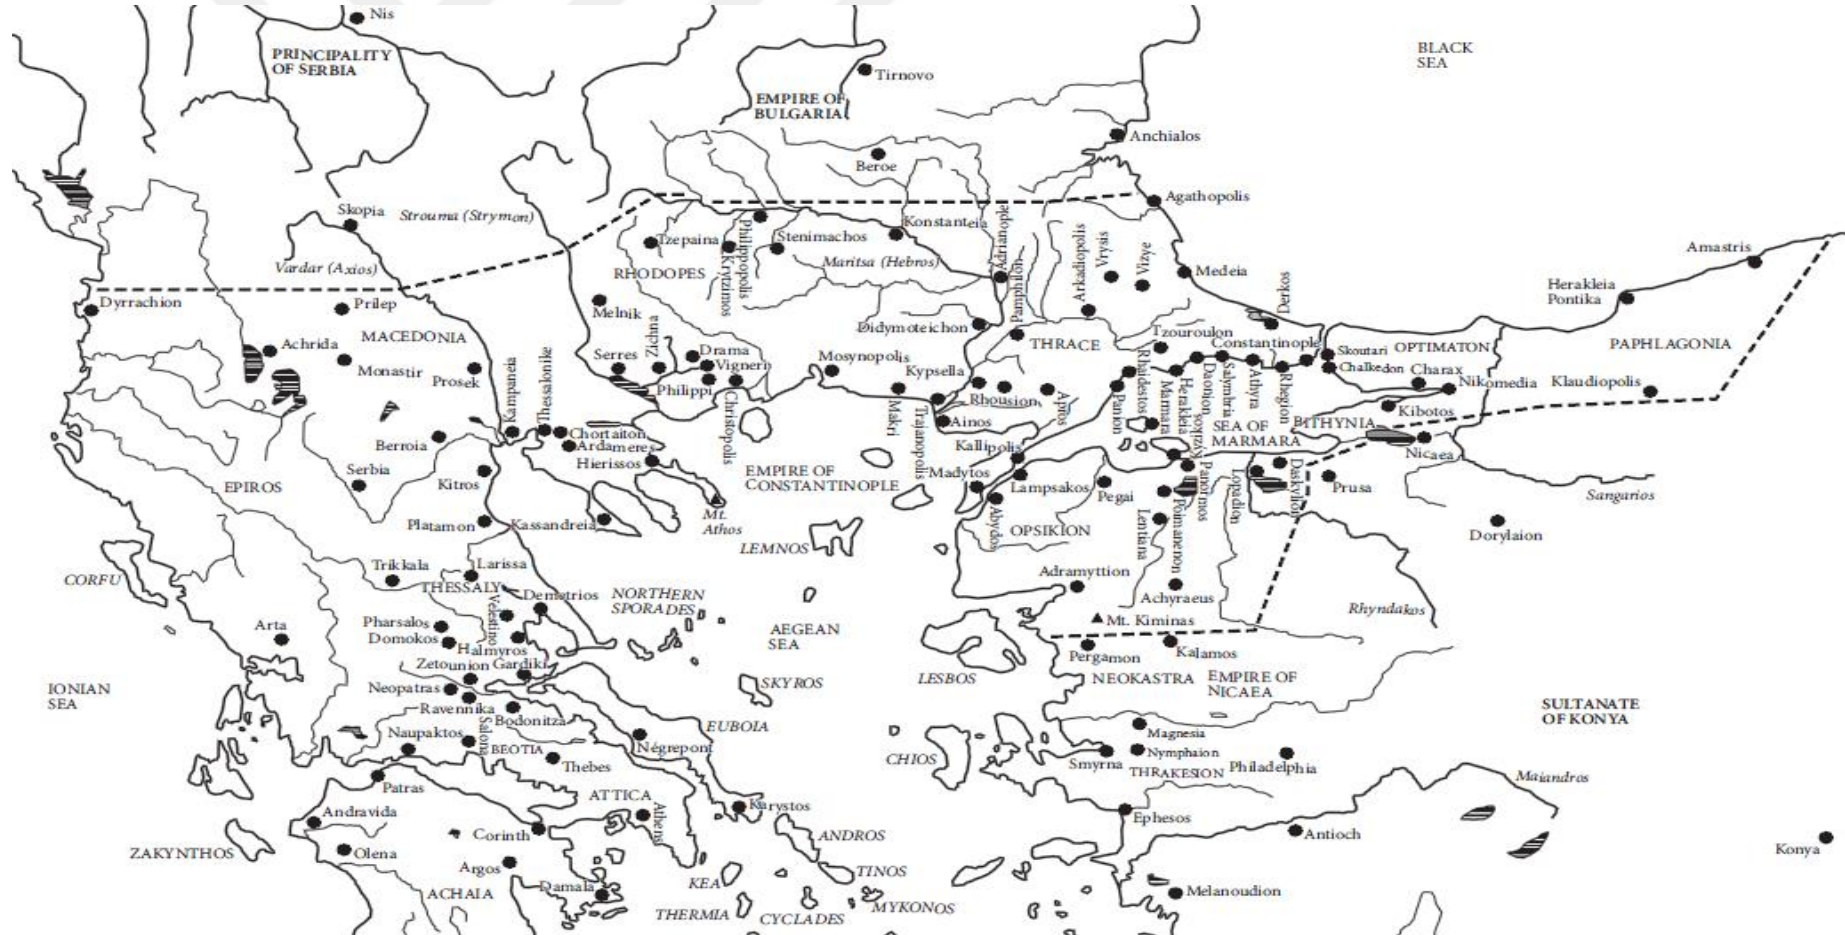 Nis
PRINCIPALITY
OF SERBIA
BLACK
SEA
Tirnovo
EMPIRE OF
BULGARIA
Anchialos
Beroe
Agathopolis
Skopia
Strouma (Strymon)
Konstanteia
Adrianople
Philippopolis
Stenimachos
Tzepaina
Krytzimos
RHODOPES
Maritsa (Hebros)
Pamphilon
Arkadiopolis
Vrysis
Vizye
Medeia
Amastris
Vardar (Axios)
Herakleia
Pontika
Dyrrachion
Prilep
Melnik
Derkos
MACEDONIA
Zichna
Didymoteichon
THRACE
Tzouroulon
Constantinople
Achrida
Monastir
Prosek
Kampaneia
Thessalonike
Serres
Drama
Vigneri
Philippi
Christopolis
Mosynopolis
Kypsella
Makri
Trajanopolis
Rhousion
Apros
Ainos
Panion
Rhaidestos
Marmara
Herakleia
Daonion
Salymbria
Athyra
Rhegion
Skoutari
Chalkedon
OPTIMATON
Charax
Nikomedia
PAPHLAGONIA
Klaudiopolis
Kibotos
BITHYNIA
Nicaea
SEA OF
MARMARA
Kyzikos
Chortaiton
Ardameres
Hierissos
Berroia
Serbia
Kitros
EPIROS
Platamon
Kassandreia
Mt.
Athos
EMPIRE OF
CONSTANTINOPLE
Kallipolis
Madytos
Lampsakos
Abydos
Pegai
Panormos
Lopadion
Daskylion
Prusa
Sangarios
Dorylaion
OPSIKION
Lentiana
Poimanenon
LEMNOS
CORFU
Trikkala
Larissa
THESSALY
Velestino
Demetrios
NORTHERN
SPORADES
Adramyttion
Achyraeus
Rhyndakos
Arta
Pharsalos
Domokos
Halmyros
AEGEAN
SEA
Mt. Kiminas
Pergamon
Kalamos
Zetounion
Gardiki
Neopatras
Ravennika
Bodonitza
SKYROS
LESBOS
NEOKASTRA
EMPIRE OF
NICAEA
IONIAN
SEA
SULTANATE
OF KONYA
Naupaktos
Salona
BEOTIA
EUBOIA
Négrepont
Thebes
CHIOS
Magnesia
Smyrna
Nymphaion
THRAKESION
Philadelphia
Maiandros
Patras
ATTICA
Athens
Karystos
Andravida
Corinth
Ephesos
Antioch
ANDROS
ZAKYNTHOS
Olena
Argos
Konya
ACHAIA
Damala
KEA
TINOS
Melanoudion
THERMIA
CYCLADES
MYKONOS